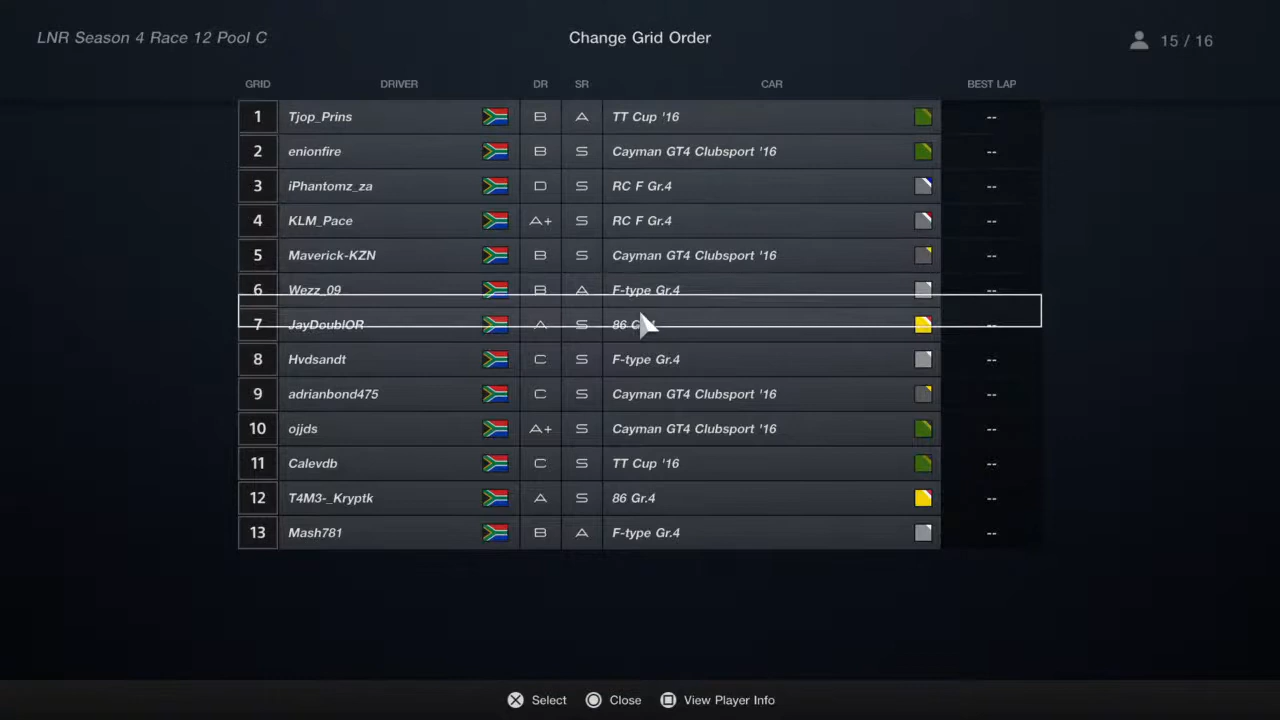 LNR Season 4 Race 12 Pool C
Change Grid Order
15 / 16
GRID DRIVER DR SR CAR BEST LAP
1 Tjop_Prins B A TT Cup '16 --
2 enionfire B S Cayman GT4 Clubsport '16 --
3 iPhantomz_za D S RC F Gr.4 --
4 KLM_Pace A+ S RC F Gr.4 --
5 Maverick-KZN B S Cayman GT4 Clubsport '16 --
6 Wezz_09 B A F-type Gr.4 --
7 JayDoublOR A S 86 --
8 Hvdsandt C S F-type Gr.4 --
9 adrianbond475 C S Cayman GT4 Clubsport '16 --
10 ojjds A+ S Cayman GT4 Clubsport '16 --
11 Calevdb C S TT Cup '16 --
12 T4M3-_Kryptk A S 86 Gr.4 --
13 Mash781 B A F-type Gr.4 --
Select Close View Player Info